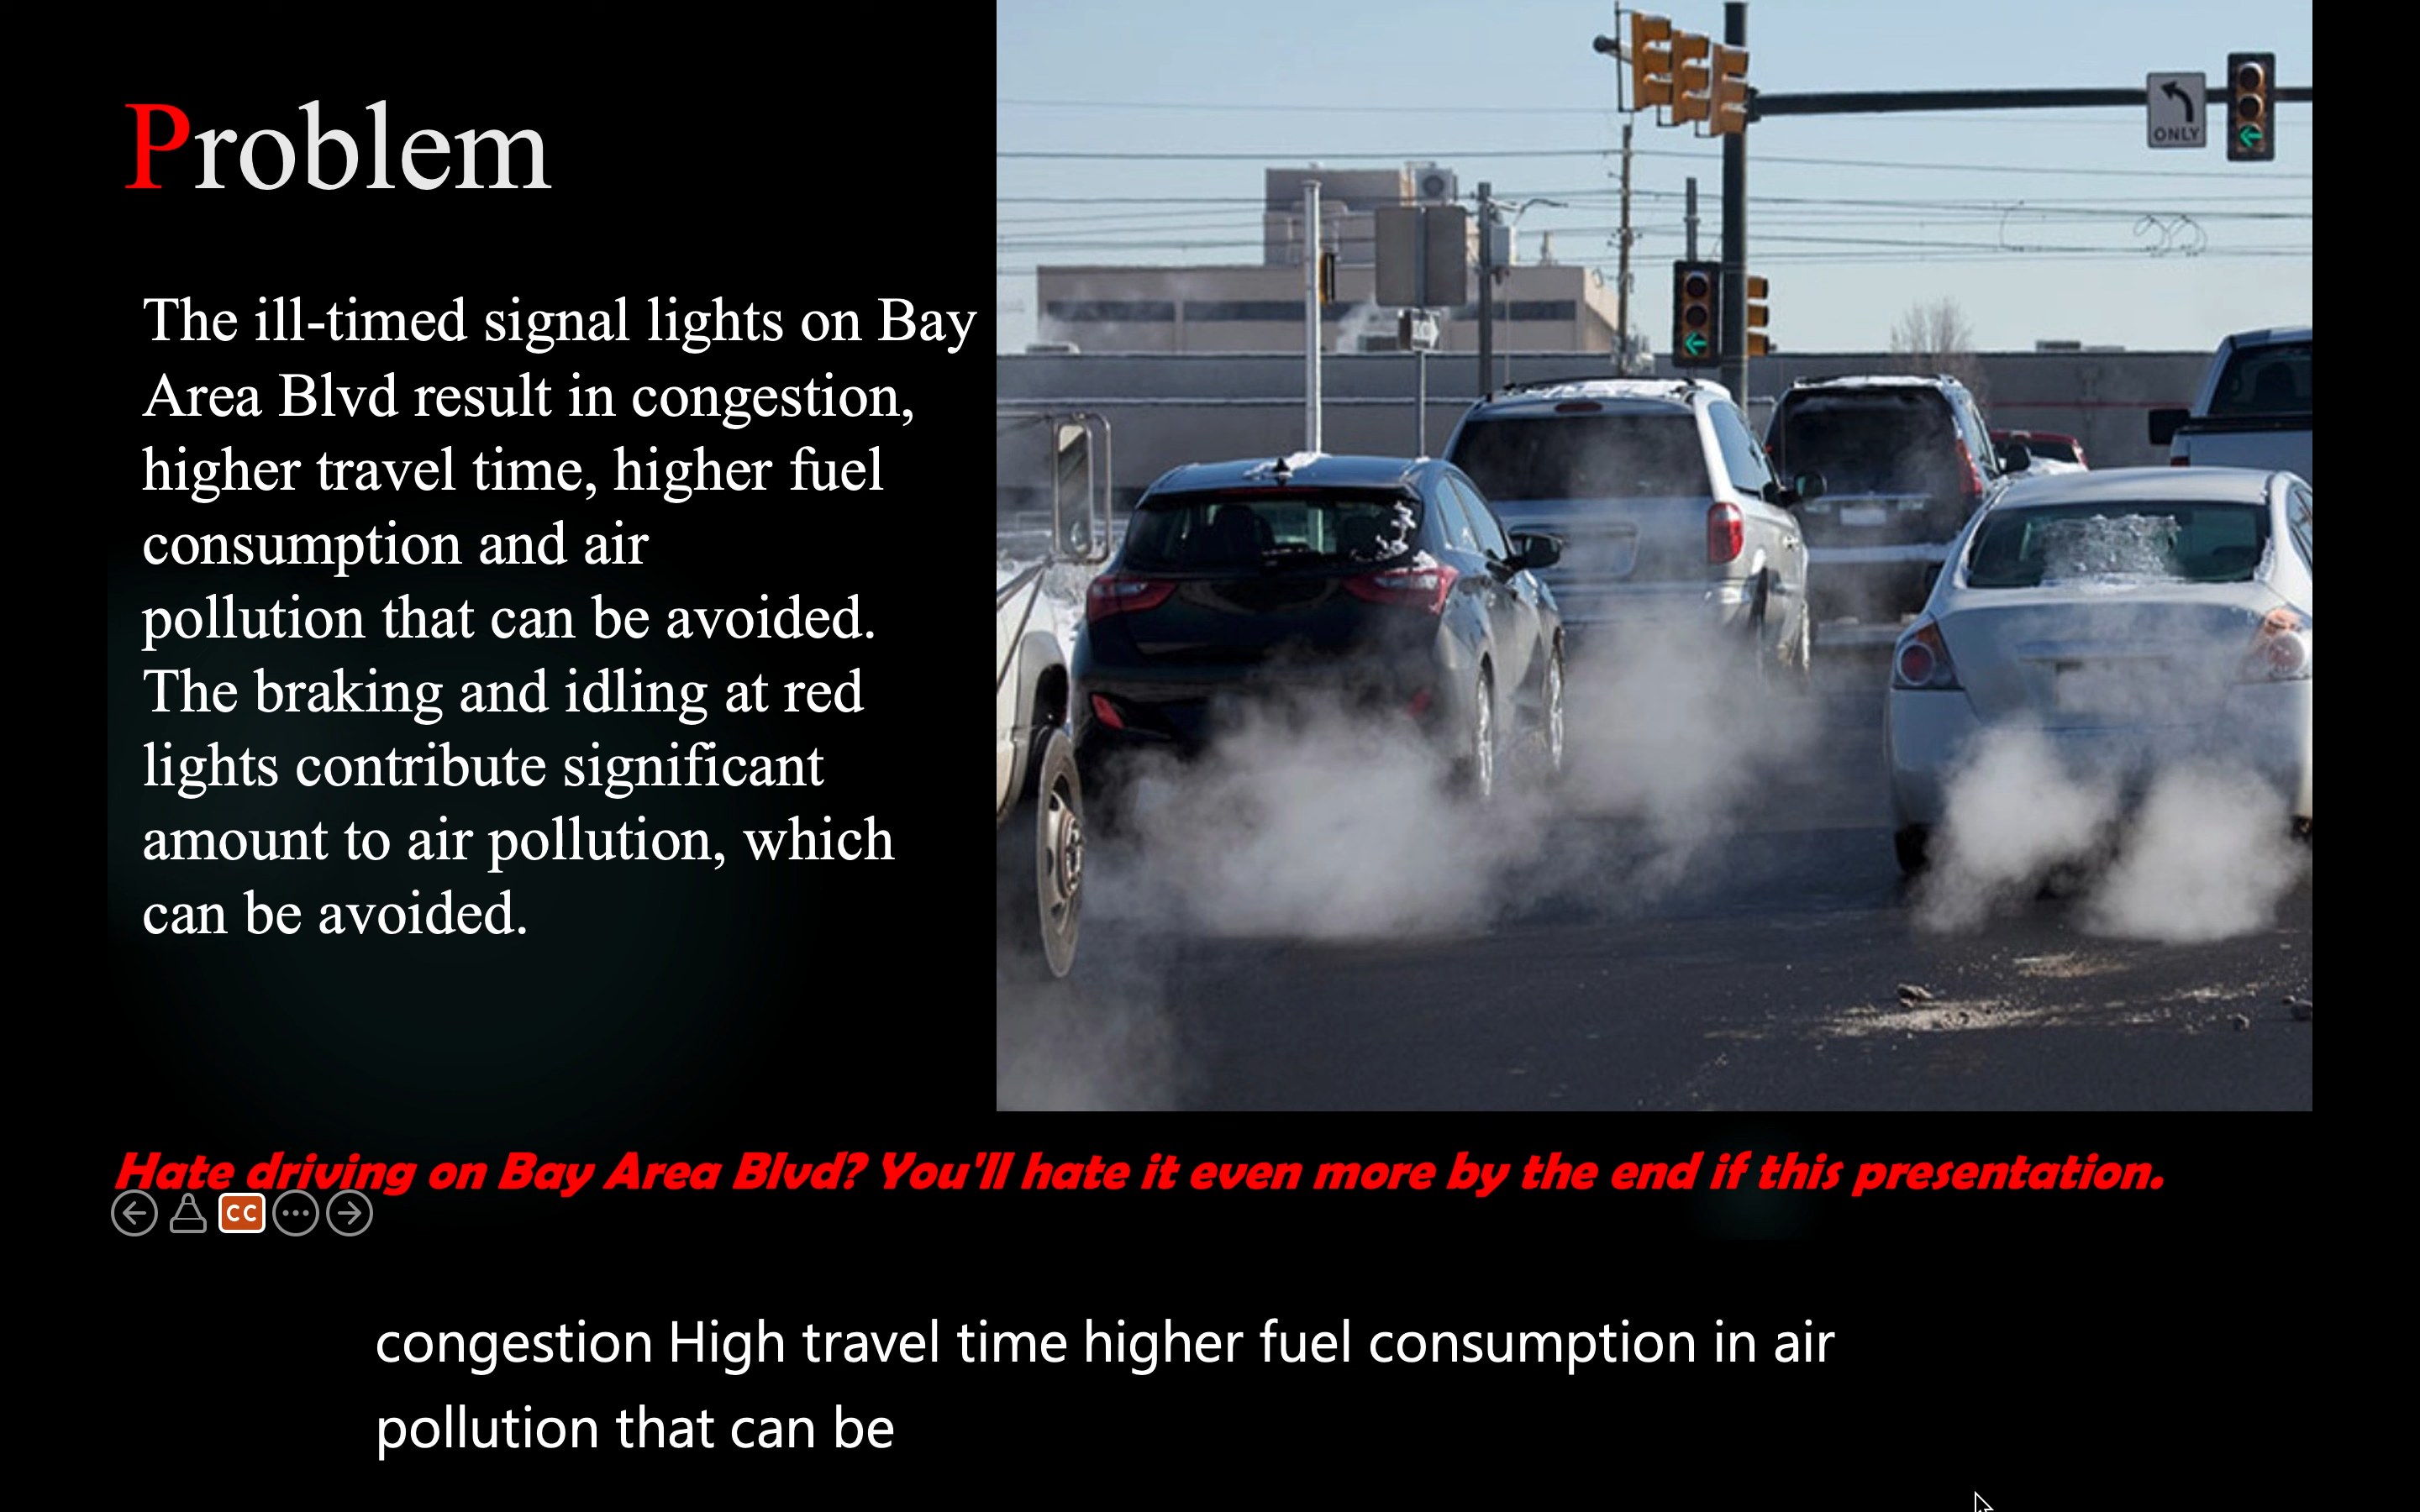 Problem
The ill-timed signal lights on Bay
Area Blvd result in congestion,
higher travel time, higher fuel
consumption and air
pollution that can be avoided.
The braking and idling at red
lights contribute significant
amount to air pollution, which
can be avoided.
ONLY
Hate driving on Bay Area Blvd? You'll hate it even more by the end if this presentation.
CC
congestion High travel time higher fuel consumption in air
pollution that can be